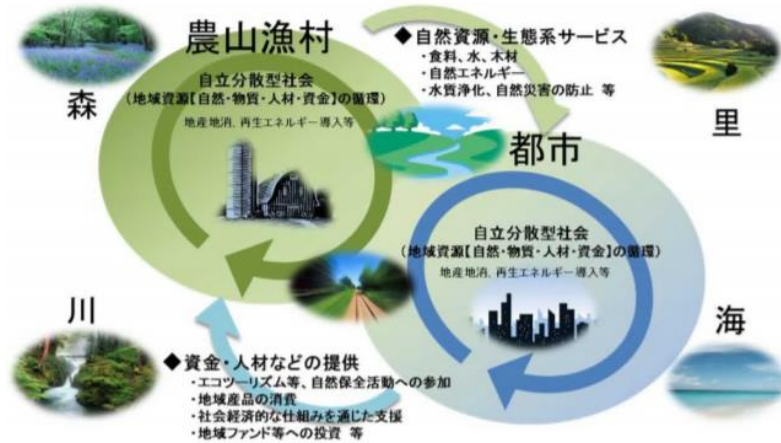 農山漁村
◆自然資源・生態系サービス
・食料、水、木材
・自然エネルギー
・水質浄化、自然災害の防止 等
森
里
自立分散型社会
(地域資源【自然・物質・人材・資金】の循環)
地産地消、再生エネルギー導入等
都市
自立分散型社会
(地域資源【自然・物質・人材・資金】の循環)
地産地消、再生エネルギー導入等
川
海
◆資金・人材などの提供
・エコツーリズム等、自然保全活動への参加
・地域産品の消費
・社会経済的な仕組みを通じた支援
・地域ファンド等への投資 等